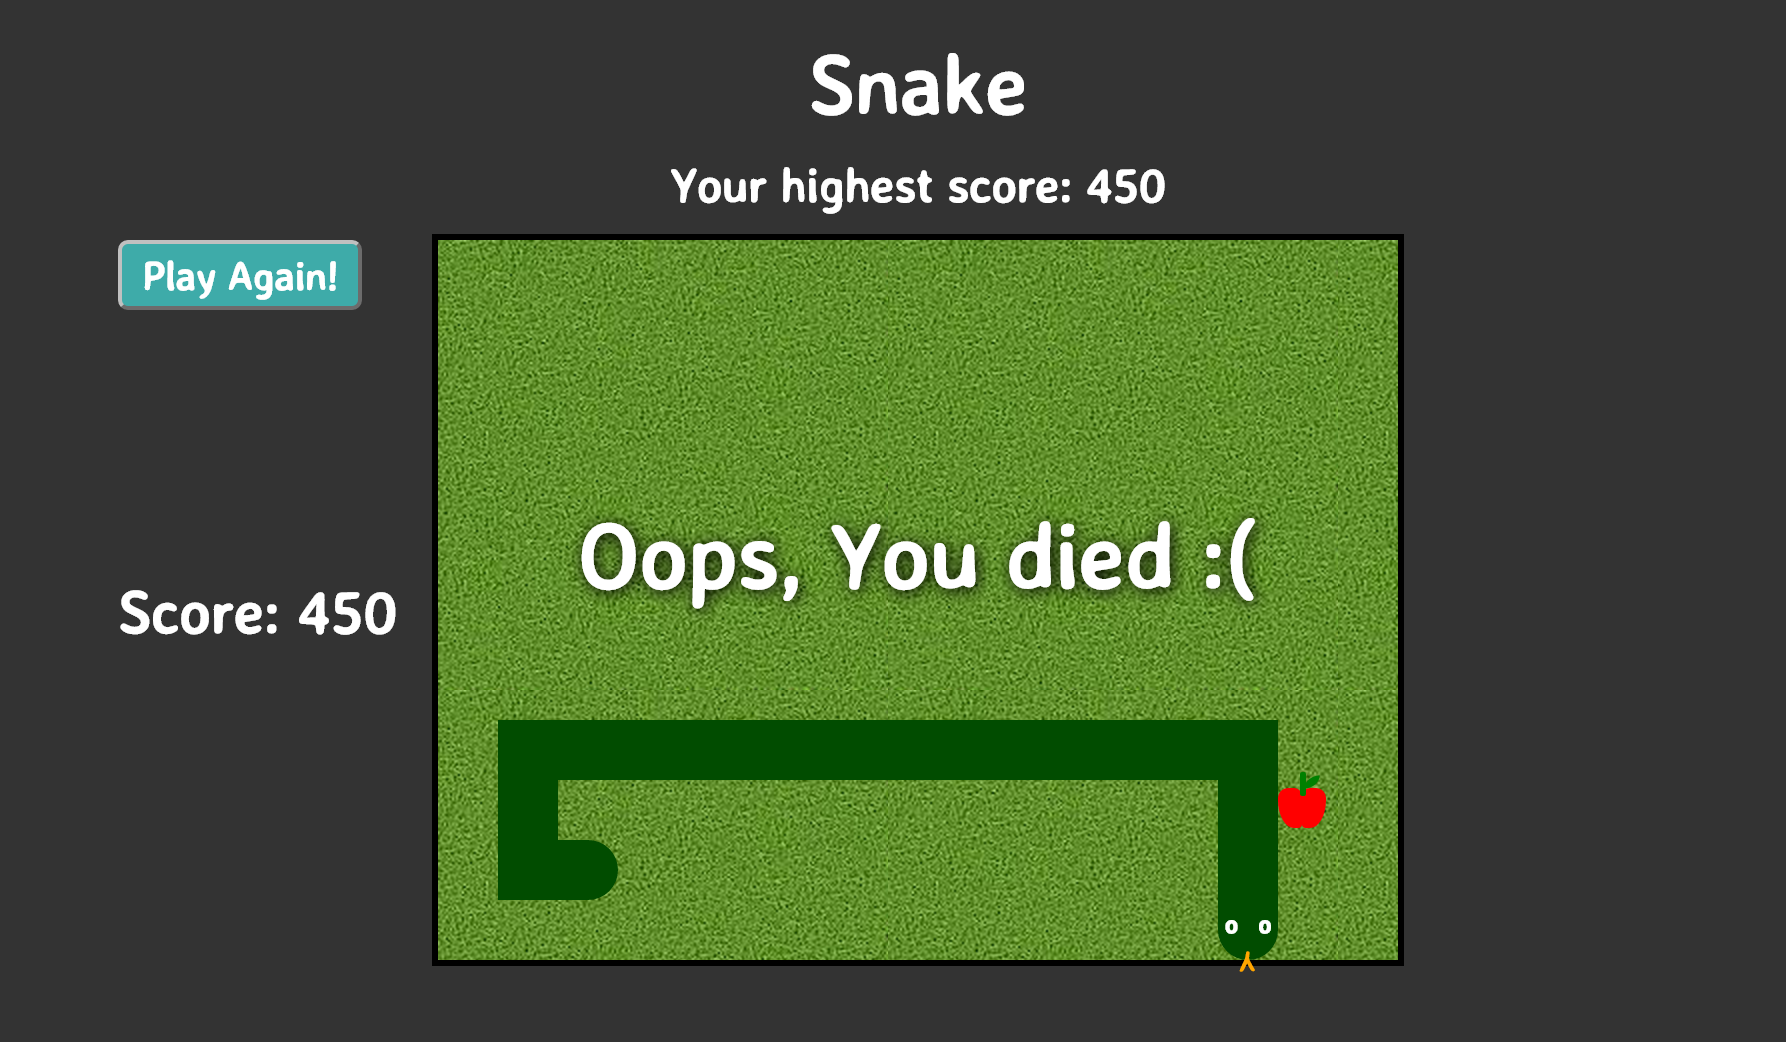 Snake
Your highest score: 450
Play Again!
Oops, You died :(
Score: 450